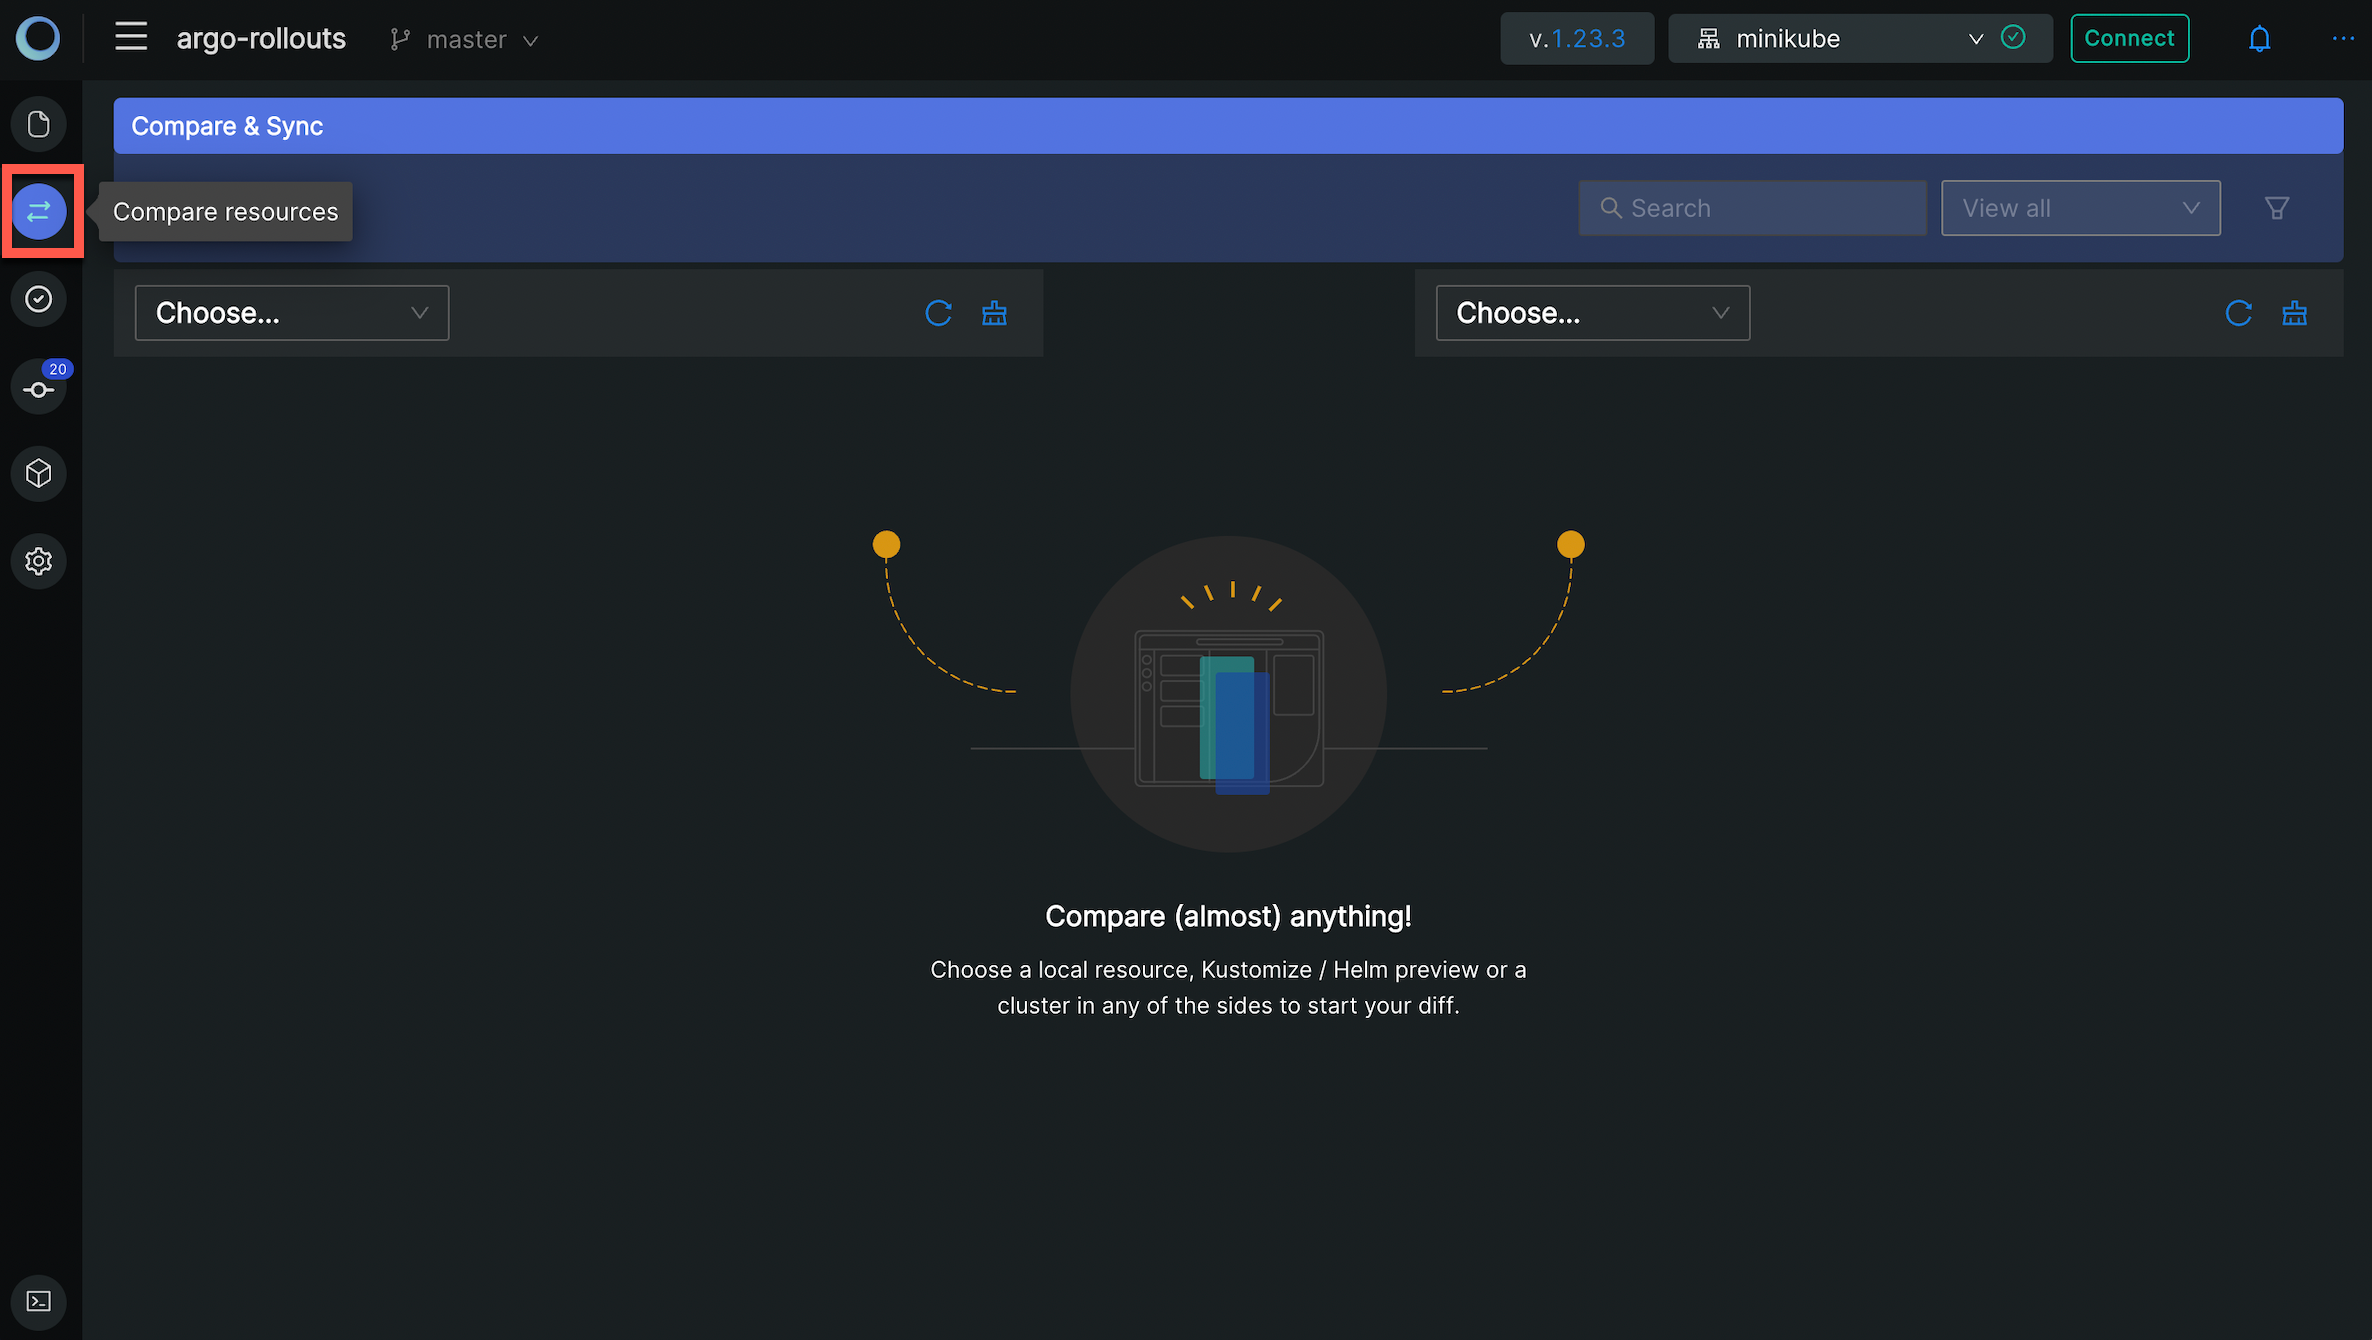 argo-rollouts master v.1.23.3 minikube Connect
Compare & Sync
Compare resources Search View all
Choose... Choose...
20
Compare (almost) anything!
Choose a local resource, Kustomize / Helm preview or a
cluster in any of the sides to start your diff.